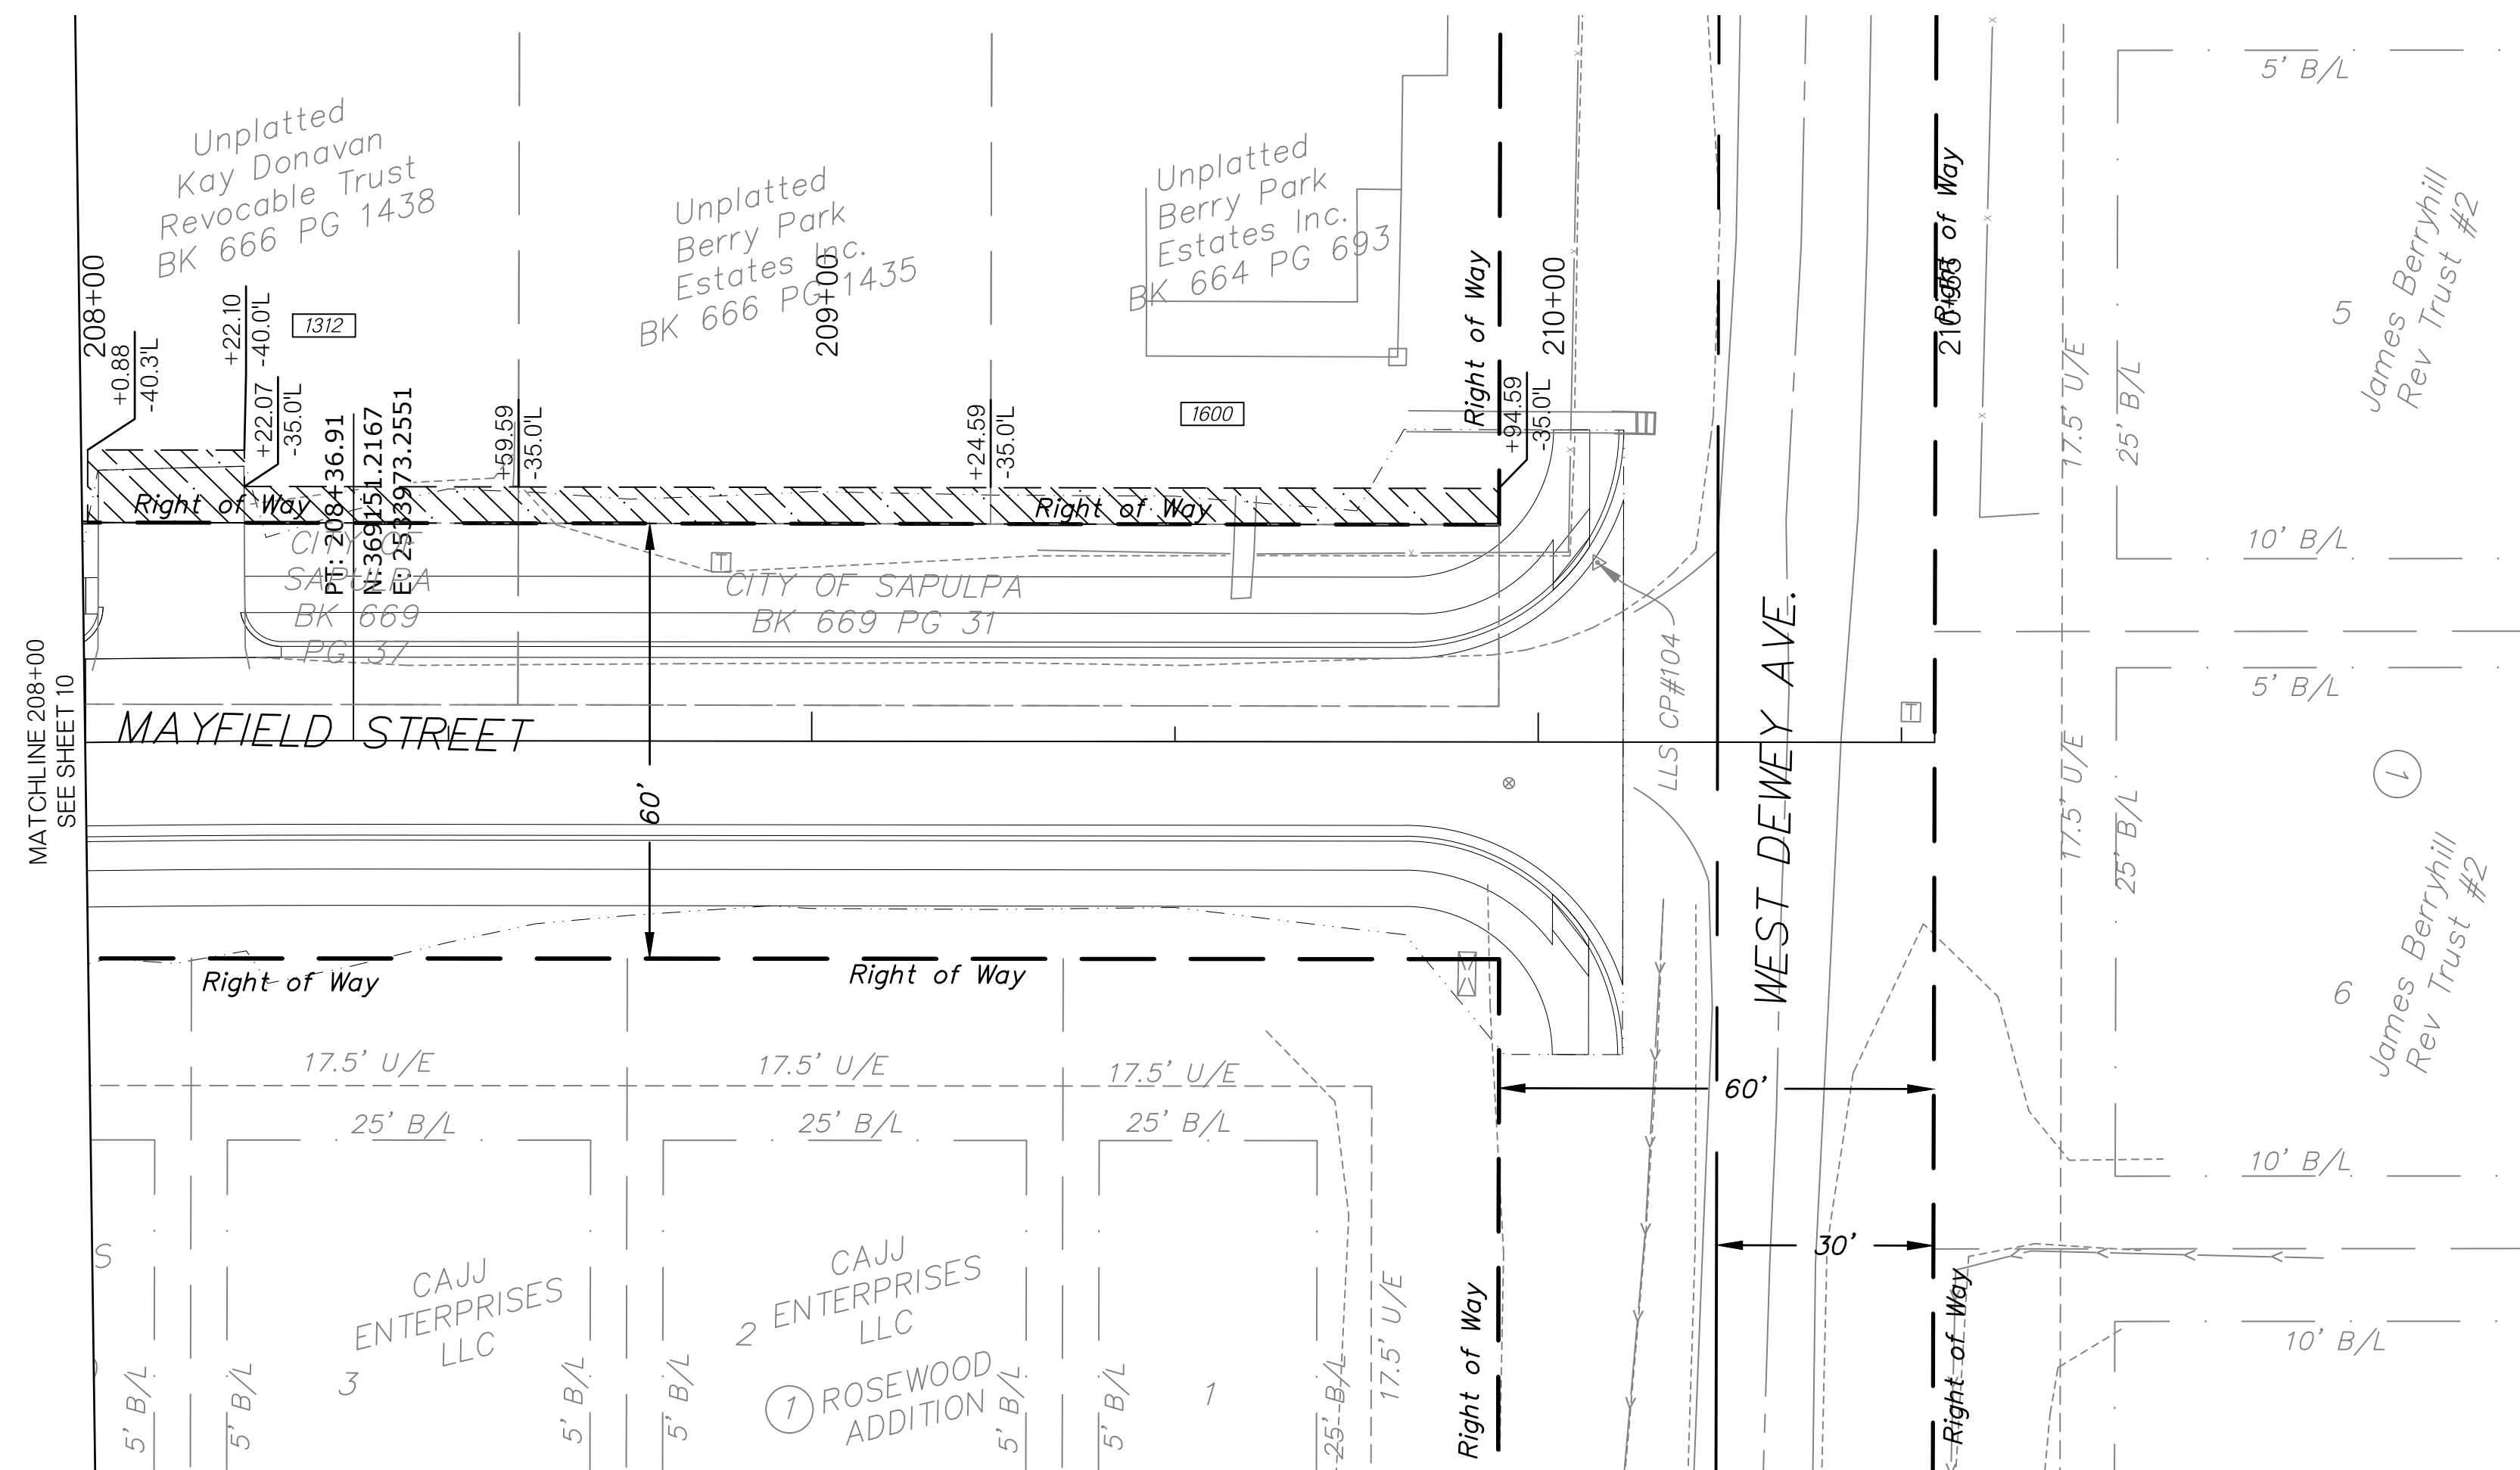 5' B/L
Unplatted
Kay Donavan
Revocable Trust
BK 666 PG 1438
Unplatted
Berry Park
Estates Inc.
BK 666 PG 1435
Unplatted
Berry Park
Estates Inc.
BK 664 PG 693
Right of Way
Right of Way
James Berryhill
Rev Trust #2
5
208+00
209+00
210+00
+0.88
-40.3'L
+22.10
-40.0'L
1312
+22.07
-35.0'L
PT: 208+36.91
N:369151.2167
E: 2533973.2551
+59.59
-35.0'L
+24.59
-35.0'L
1600
+94.59
-35.0'L
17.5' U/E
25' B/L
Right of Way
Right of Way
CITY OF
SAPULPA
BK 669
PG 37
T
CITY OF SAPULPA
BK 669 PG 31
10' B/L
5' B/L
MATCHLINE 208+00
SEE SHEET 10
MAYFIELD STREET
60'
LLS CP#104
WEST DEWEY AVE.
T
17.5' U/E
25' B/L
1
James Berryhill
Rev Trust #2
6
Right of Way
Right of Way
17.5' U/E
17.5' U/E
17.5' U/E
60'
25' B/L
25' B/L
25' B/L
10' B/L
30'
S
CAJJ
ENTERPRISES
LLC
3
CAJJ
ENTERPRISES
LLC
2
1 ROSEWOOD
ADDITION
1
5' B/L
5' B/L
5' B/L
5' B/L
5' B/L
5' B/L
25' B/L
17.5' U/E
Right of Way
Right of Way
10' B/L